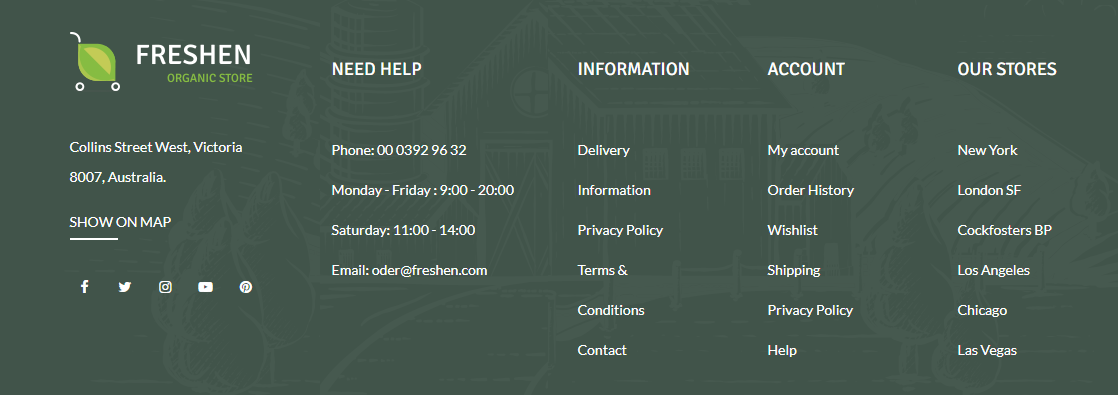 FRESHEN
ORGANIC STORE
Collins Street West, Victoria
8007, Australia.
SHOW ON MAP
NEED HELP
Phone: 00 0392 96 32
Monday - Friday : 9:00 - 20:00
Saturday: 11:00 - 14:00
Email: oder@freshen.com
INFORMATION
Delivery
Information
Privacy Policy
Terms &
Conditions
Contact
ACCOUNT
My account
Order History
Wishlist
Shipping
Privacy Policy
Help
OUR STORES
New York
London SF
Cockfosters BP
Los Angeles
Chicago
Las Vegas